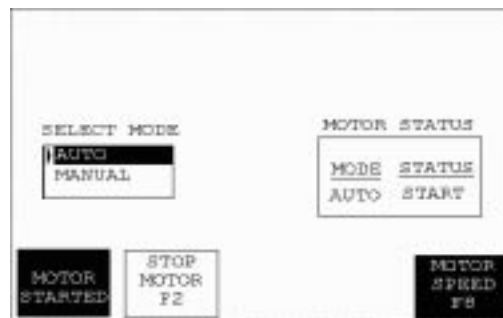 SELECT MODE
AUTO
MANUAL
MOTOR STATUS
MODE STATUS
AUTO START
MOTOR
STARTED
STOP
MOTOR
F2
MOTOR
SPEED
F8